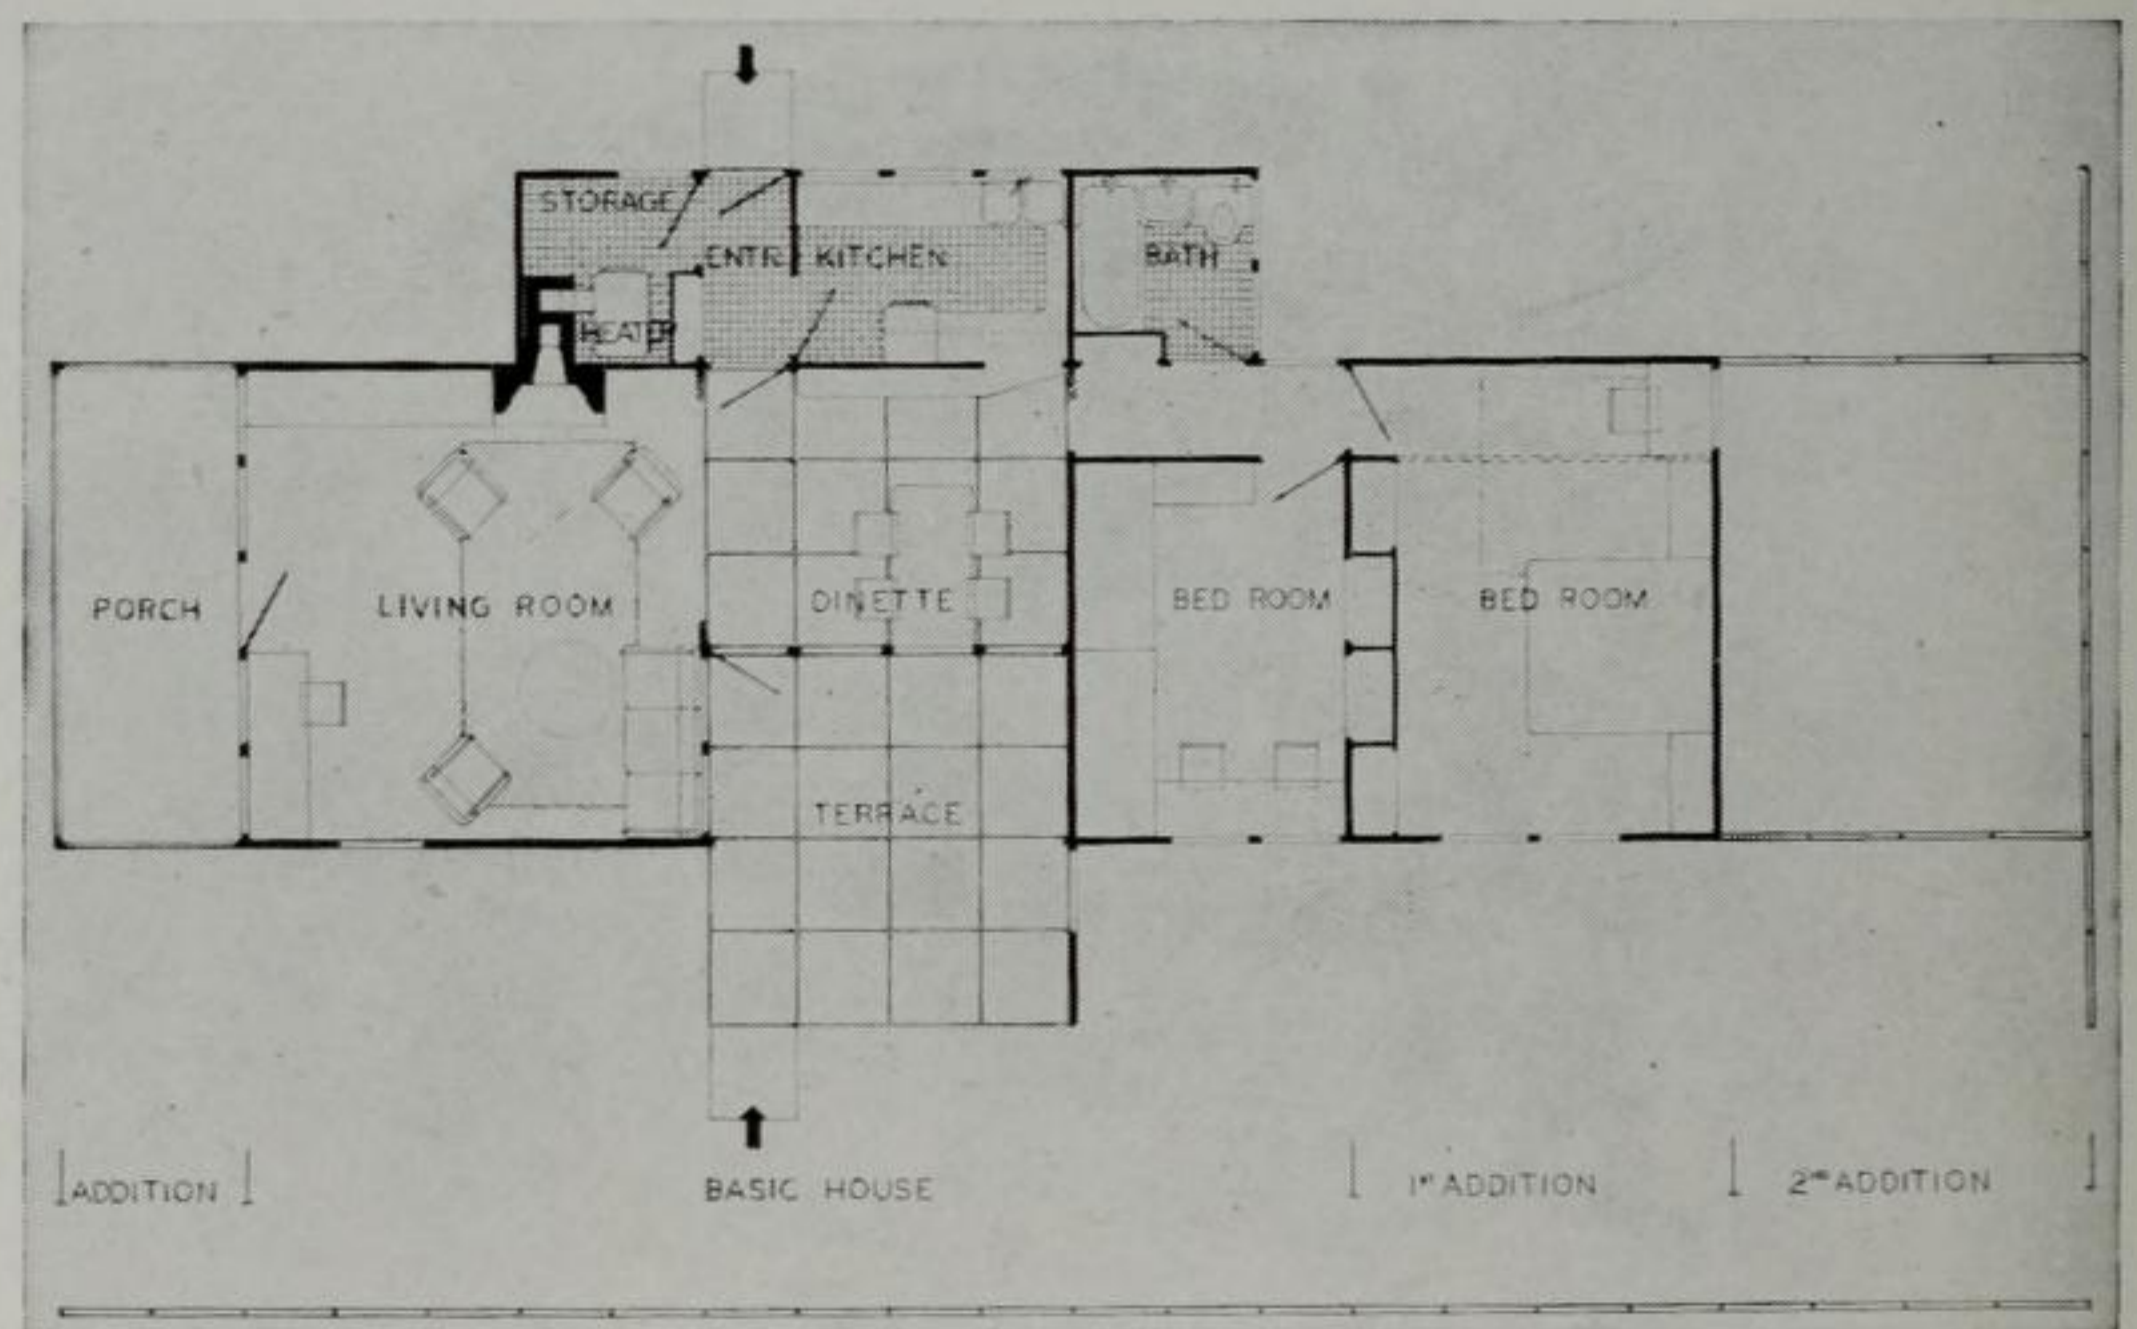 STORAGE
ENTRY KITCHEN
BATH
HEATER
PORCH
LIVING ROOM
DINETTE
BED ROOM
BED ROOM
TERRACE
ADDITION
BASIC HOUSE
1ST ADDITION
2ND ADDITION